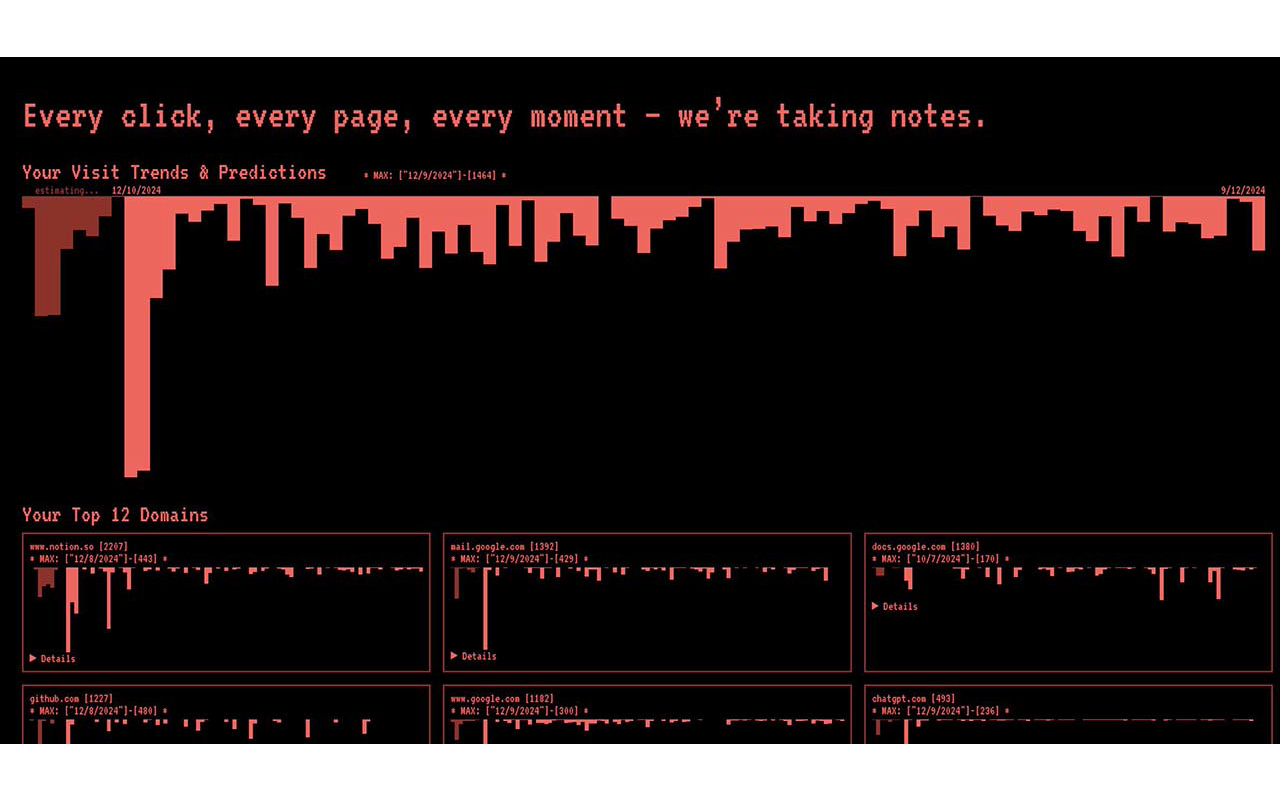 Every click, every page, every moment – we're taking notes.
Your Visit Trends & Predictions * MAX: ["12/9/2024"]-[1464] *
estimating... 12/10/2024 9/12/2024
Your Top 12 Domains
www.notion.so [2207]
* MAX: ["12/8/2024"]-[443] *
▶ Details
mail.google.com [1392]
* MAX: ["12/9/2024"]-[429] *
▶ Details
docs.google.com [1380]
* MAX: ["10/7/2024"]-[170] *
▶ Details
github.com [1227]
* MAX: ["12/8/2024"]-[480] *
www.google.com [1182]
* MAX: ["12/9/2024"]-[300] *
chatgpt.com [493]
* MAX: ["12/9/2024"]-[236] *